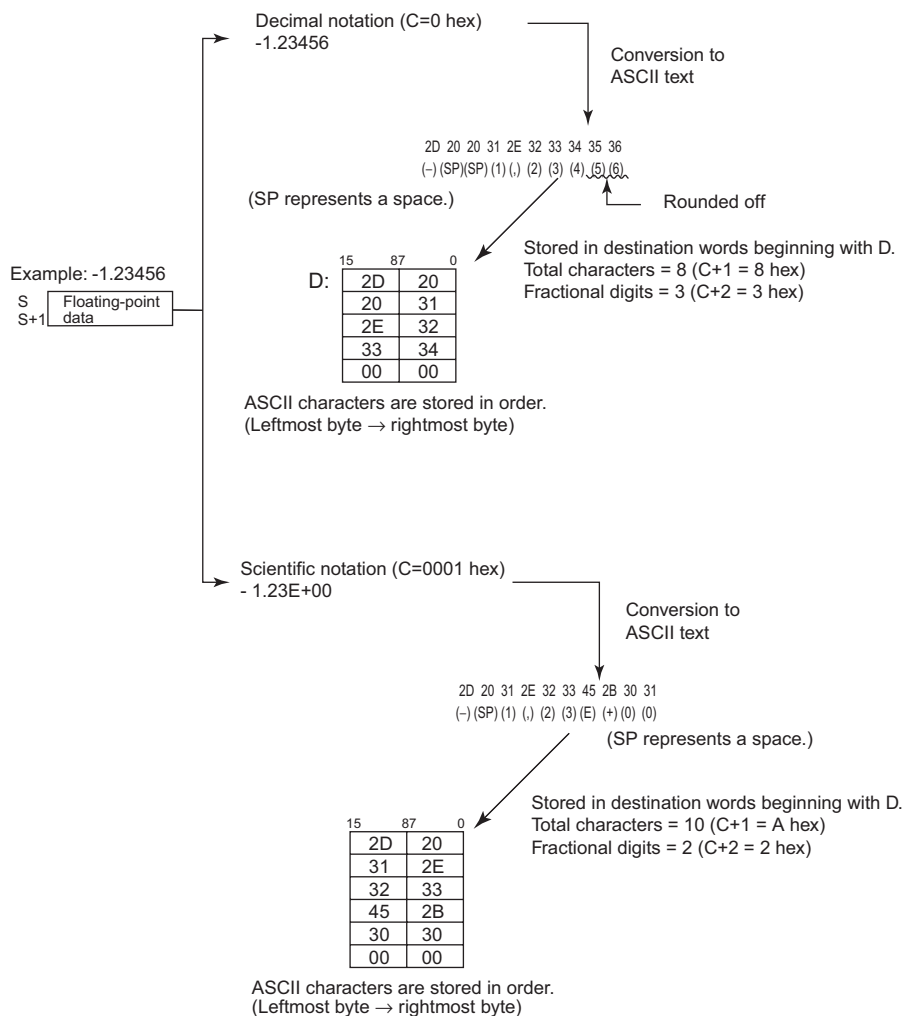 Decimal notation (C=0 hex)
-1.23456
Conversion to
ASCII text
2D 20 20 31 2E 32 33 34 35 36
(–) (SP)(SP) (1) (,) (2) (3) (4) (5) (6)
(SP represents a space.)
Rounded off
Stored in destination words beginning with D.
Total characters = 8 (C+1 = 8 hex)
Fractional digits = 3 (C+2 = 3 hex)
Example: -1.23456
S
S+1
Floating-point
data
15 87 0
D:
2D 20
20 31
2E 32
33 34
00 00
ASCII characters are stored in order.
(Leftmost byte → rightmost byte)
Scientific notation (C=0001 hex)
- 1.23E+00
Conversion to
ASCII text
2D 20 31 2E 32 33 45 2B 30 31
(–) (SP) (1) (,) (2) (3) (E) (+) (0) (0)
(SP represents a space.)
Stored in destination words beginning with D.
Total characters = 10 (C+1 = A hex)
Fractional digits = 2 (C+2 = 2 hex)
15 87 0
2D 20
31 2E
32 33
45 2B
30 30
00 00
ASCII characters are stored in order.
(Leftmost byte → rightmost byte)